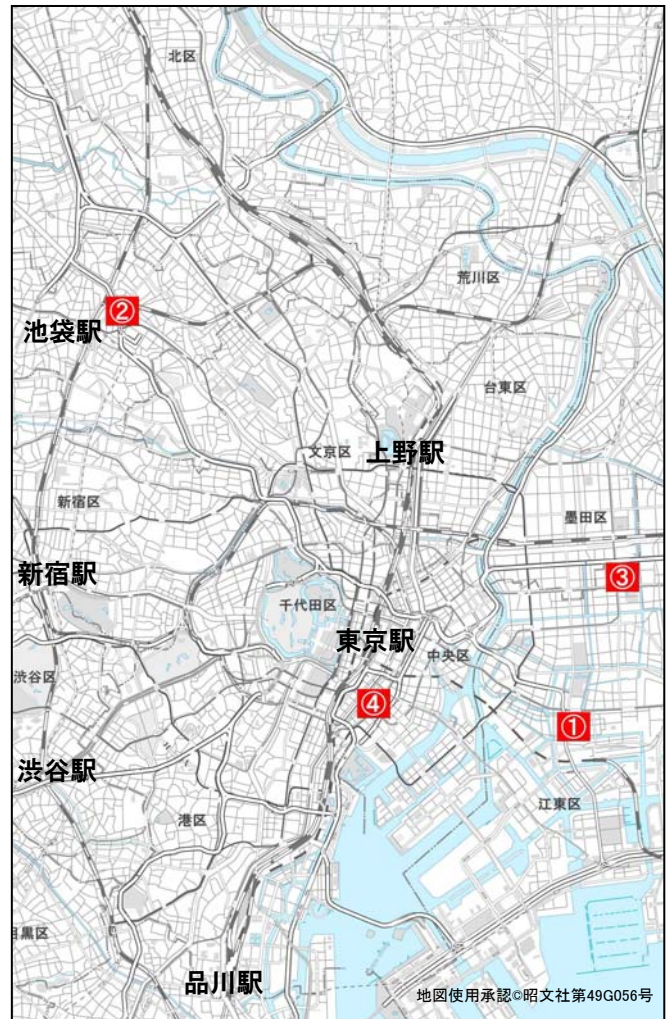 北区
荒川区
②
池袋駅
台東区
文京区
上野駅
新宿区
墨田区
新宿駅
③
千代田区
東京駅
中央区
渋谷区
④
①
渋谷駅
江東区
港区
目黒区
品川駅
地図使用承認©昭文社第49G056号